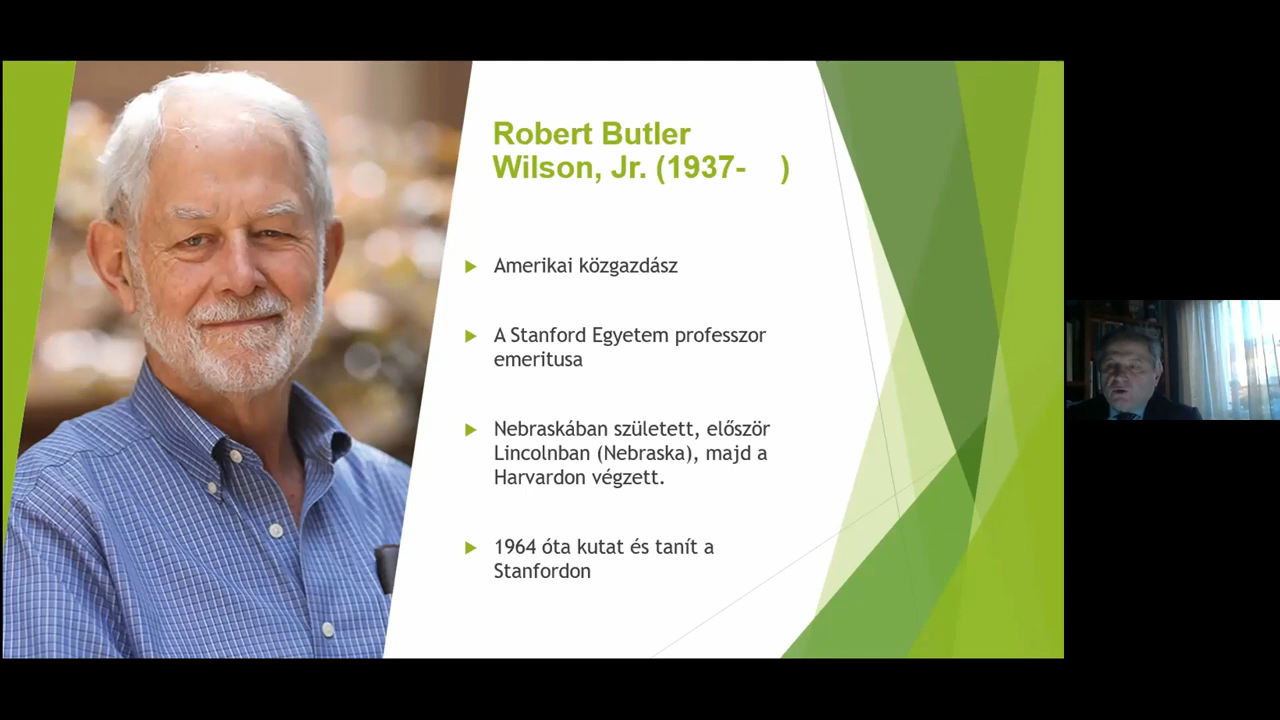 Robert Butler
Wilson, Jr. (1937- )
Amerikai közgazdász
A Stanford Egyetem professzor
emeritusa
Nebraskában született, először
Lincolnban (Nebraska), majd a
Harvardon végzett.
1964 óta kutat és tanít a
Stanfordon